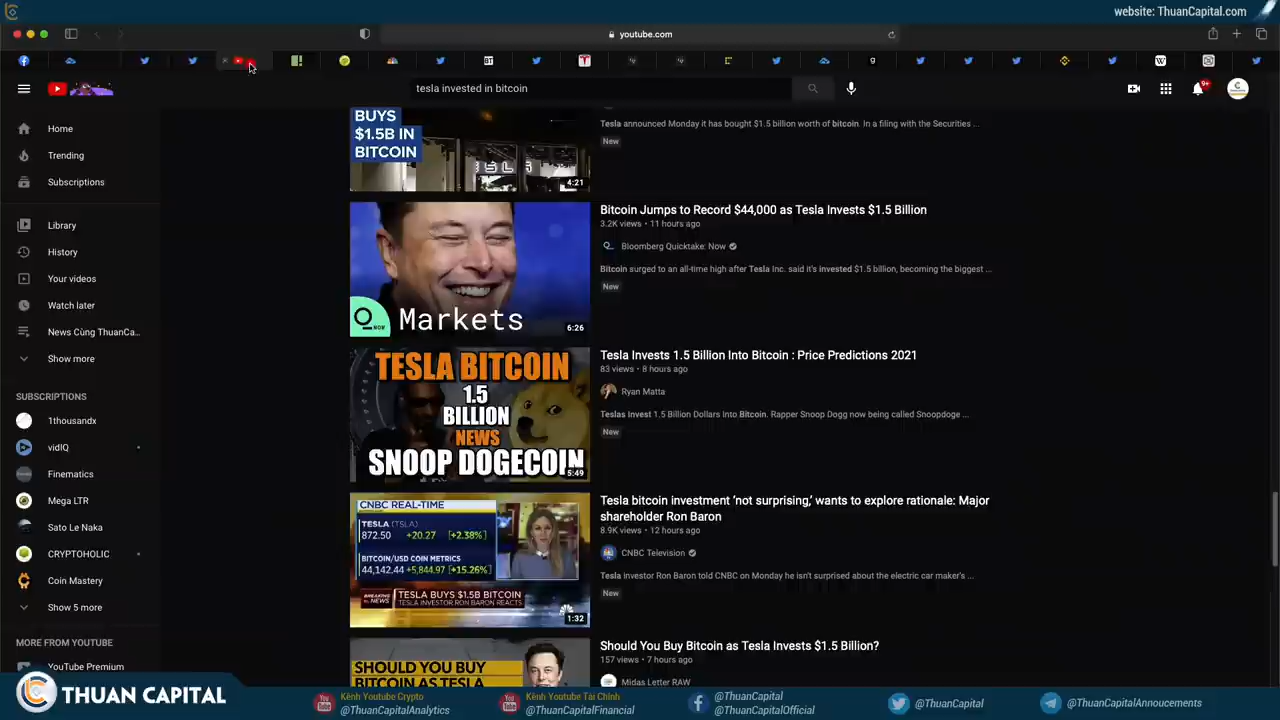 website: ThuanCapital.com
youtube.com
tesla invested in bitcoin
9+
Home
Trending
Subscriptions
Library
History
Your videos
Watch later
News Cùng ThuanCa...
Show more
SUBSCRIPTIONS
1thousandx
vidIQ
Finematics
Mega LTR
Sato Le Naka
CRYPTOHOLIC
Coin Mastery
Show 5 more
MORE FROM YOUTUBE
YouTube Premium
BUYS
$1.5B IN
BITCOIN
4:21
Tesla announced Monday it has bought $1.5 billion worth of bitcoin. In a filing with the Securities ...
New
Markets
6:26
Bitcoin Jumps to Record $44,000 as Tesla Invests $1.5 Billion
3.2K views • 11 hours ago
Bloomberg Quicktake: Now
Bitcoin surged to an all-time high after Tesla Inc. said it's invested $1.5 billion, becoming the biggest ...
New
TESLA BITCOIN
1.5
BILLION
NEWS
SNOOP DOGECOIN
5:49
Tesla Invests 1.5 Billion Into Bitcoin : Price Predictions 2021
83 views • 8 hours ago
Ryan Matta
Teslas Invest 1.5 Billion Dollars Into Bitcoin. Rapper Snoop Dogg now being called Snoopdoge ...
New
CNBC REAL-TIME
TESLA (TSLA)
872.50 +20.27 [+2.38%]
BITCOIN/USD COIN METRICS
44,142.44 +5,844.97 [+15.26%]
BREAKING NEWS
TESLA BUYS $1.5B BITCOIN
TESLA INVESTOR RON BARON REACTS
1:32
Tesla bitcoin investment 'not surprising,' wants to explore rationale: Major
shareholder Ron Baron
8.9K views • 12 hours ago
CNBC Television
Tesla investor Ron Baron told CNBC on Monday he isn't surprised about the electric car maker's ...
New
SHOULD YOU BUY
BITCOIN AS TESLA
Should You Buy Bitcoin as Tesla Invests $1.5 Billion?
157 views • 7 hours ago
Midas Letter RAW
THUAN CAPITAL
Kênh Youtube Crypto
@ThuanCapitalAnalytics
Kênh Youtube Tài Chính
@ThuanCapitalFinancial
@ThuanCapital
@ThuanCapitalOfficial
@ThuanCapital
@ThuanCapitalAnnoucements